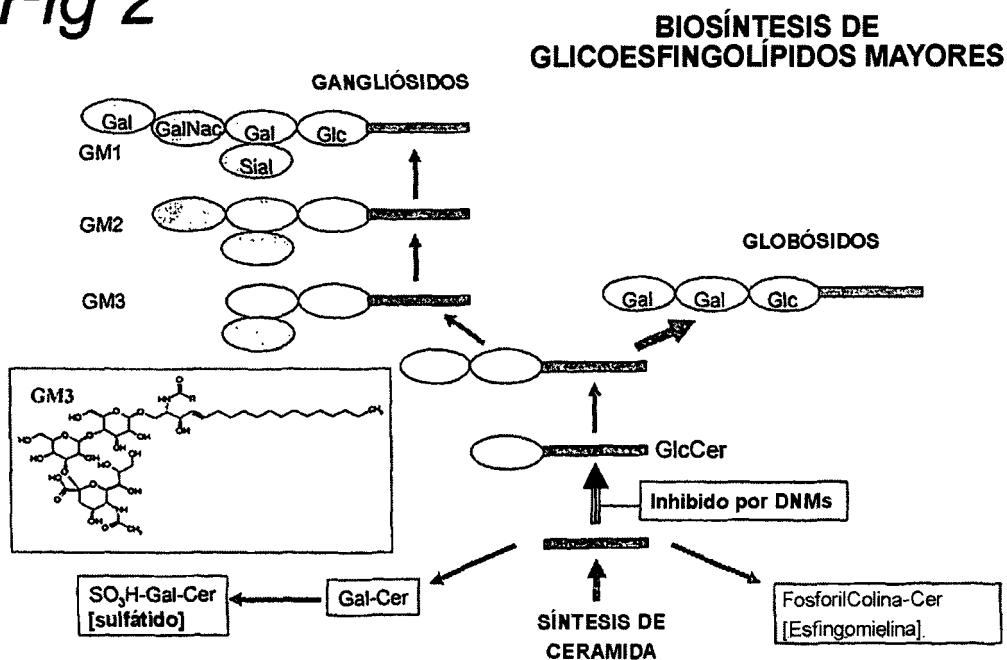 Fig 2
BIOSÍNTESIS DE
GLICOESFINGOLÍPIDOS MAYORES
GANGLIÓSIDOS
Gal GalNac Gal Glc
GM1
Sial
GM2
GLOBÓSIDOS
GM3
Gal Gal Glc
GM3
GlcCer
Inhibido por DNMs
SO₃H-Gal-Cer
[sulfátido]
Gal-Cer
SÍNTESIS DE
CERAMIDA
FosforilColina-Cer
[Esfingomielina].